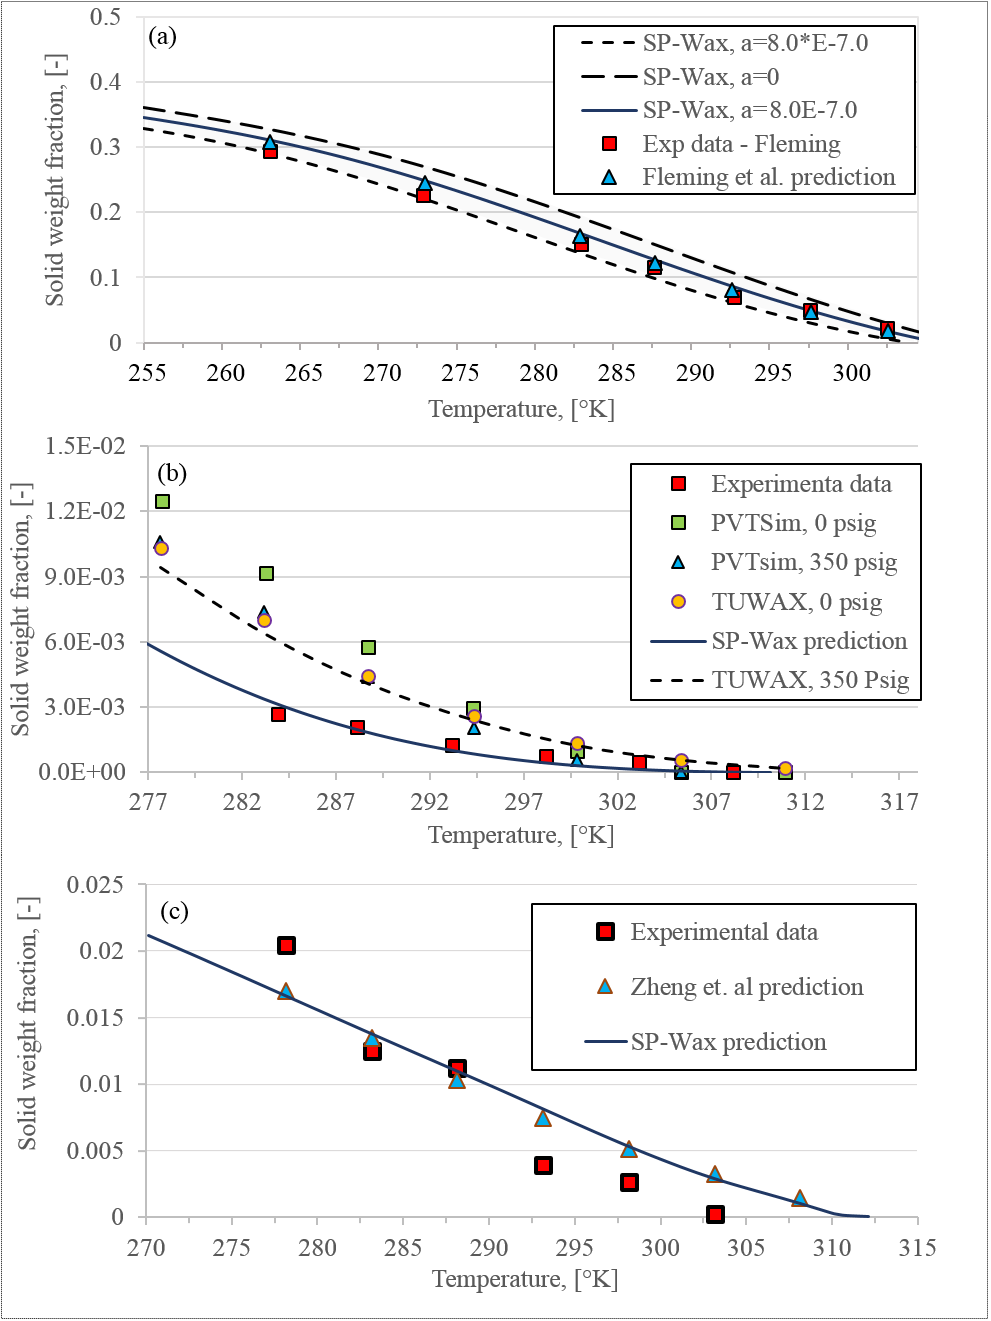 (a)
Solid weight fraction, [-]
0.5
0.4
0.3
0.2
0.1
0
SP-Wax, a=8.0*E-7.0
SP-Wax, a=0
SP-Wax, a=8.0E-7.0
Exp data - Fleming
Fleming et al. prediction
255 260 265 270 275 280 285 290 295 300
Temperature, [°K]
(b)
Solid weight fraction, [-]
1.5E-02
1.2E-02
9.0E-03
6.0E-03
3.0E-03
0.0E+00
Experimenta data
PVTSim, 0 psig
PVTsim, 350 psig
TUWAX, 0 psig
SP-Wax prediction
TUWAX, 350 Psig
277 282 287 292 297 302 307 312 317
Temperature, [°K]
(c)
Solid weight fraction, [-]
0.025
0.02
0.015
0.01
0.005
0
Experimental data
Zheng et. al prediction
SP-Wax prediction
270 275 280 285 290 295 300 305 310 315
Temperature, [°K]